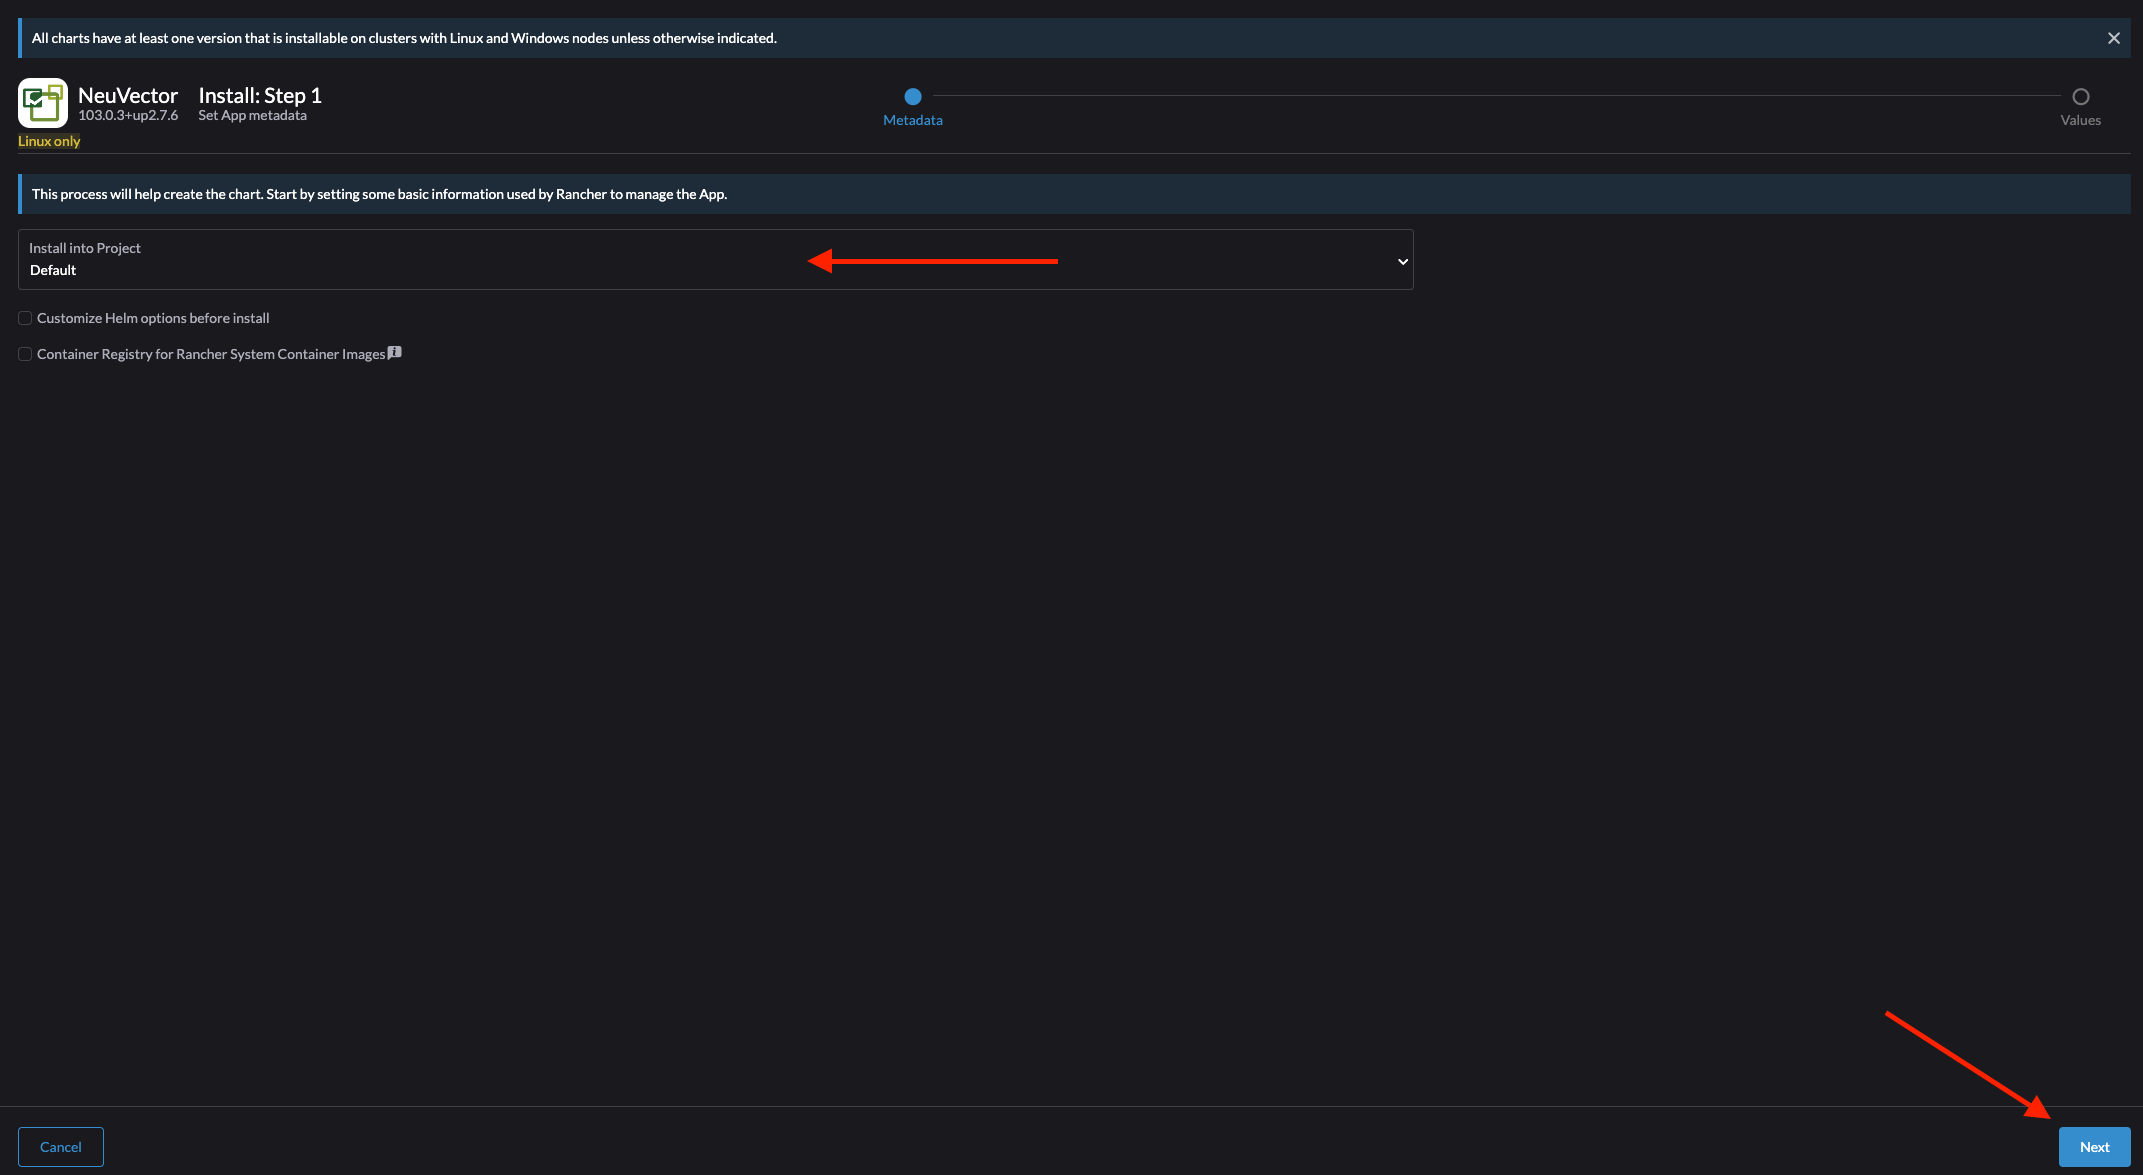 All charts have at least one version that is installable on clusters with Linux and Windows nodes unless otherwise indicated.
NeuVector
103.0.3+up2.7.6
Linux only
Install: Step 1
Set App metadata
Metadata
Values
This process will help create the chart. Start by setting some basic information used by Rancher to manage the App.
Install into Project
Default
Customize Helm options before install
Container Registry for Rancher System Container Images
Cancel
Next